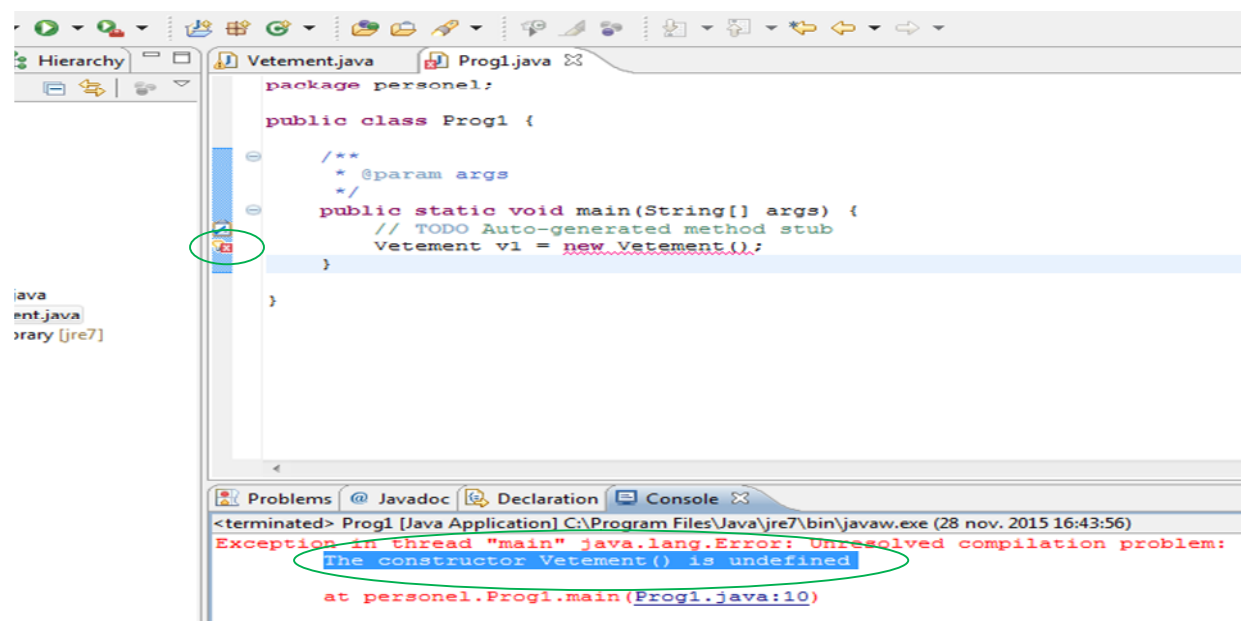 Hierarchy
Vetement.java
Prog1.java
package personel;
public class Prog1 {
/**
* @param args
*/
public static void main(String[] args) {
// TODO Auto-generated method stub
Vetement v1 = new Vetement();
}
}
java
ent.java
brary [jre7]
Problems @ Javadoc Declaration Console
<terminated> Prog1 [Java Application] C:\Program Files\Java\jre7\bin\javaw.exe (28 nov. 2015 16:43:56)
Exception in thread "main" java.lang.Error: Unresolved compilation problem:
The constructor Vetement() is undefined
at personel.Prog1.main(Prog1.java:10)